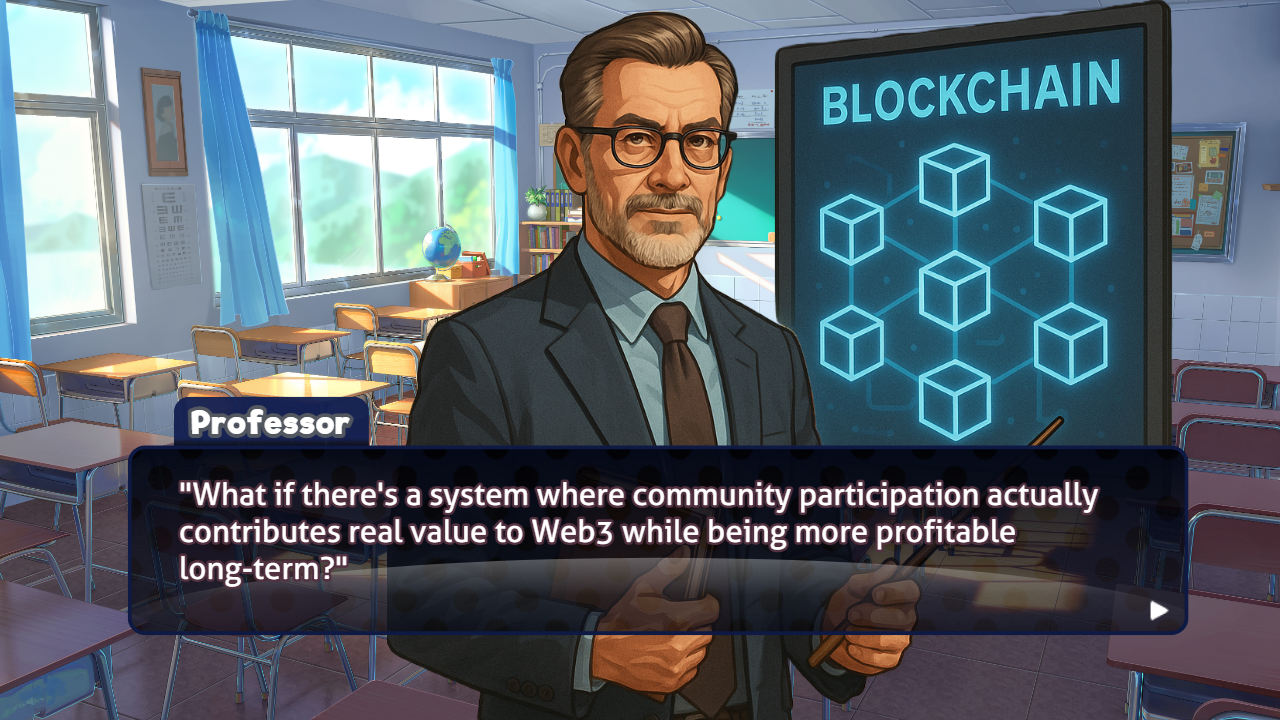 BLOCKCHAIN
Professor
"What if there's a system where community participation actually
contributes real value to Web3 while being more profitable
long-term?"